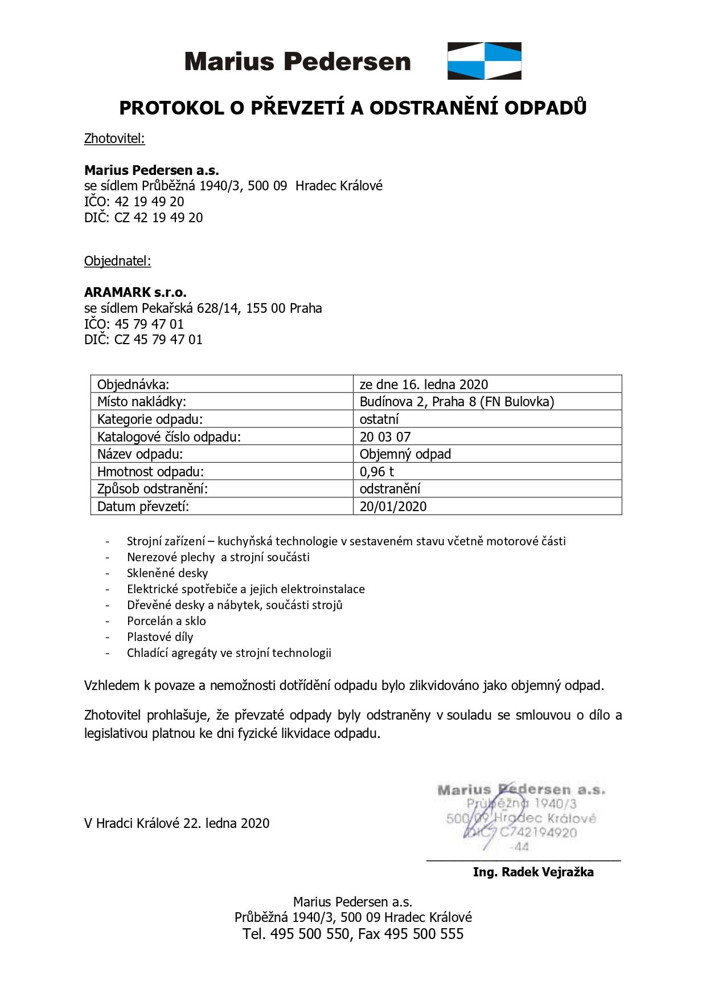 Marius Pedersen
PROTOKOL O PŘEVZETÍ A ODSTRANĚNÍ ODPADŮ
Zhotovitel:
Marius Pedersen a.s.
se sídlem Průběžná 1940/3, 500 09  Hradec Králové
IČO: 42 19 49 20
DIČ: CZ 42 19 49 20
Objednatel:
ARAMARK s.r.o.
se sídlem Pekařská 628/14, 155 00 Praha
IČO: 45 79 47 01
DIČ: CZ 45 79 47 01
Objednávka: ze dne 16. ledna 2020
Místo nakládky: Budínova 2, Praha 8 (FN Bulovka)
Kategorie odpadu: ostatní
Katalogové číslo odpadu: 20 03 07
Název odpadu: Objemný odpad
Hmotnost odpadu: 0,96 t
Způsob odstranění: odstranění
Datum převzetí: 20/01/2020
- Strojní zařízení – kuchyňská technologie v sestaveném stavu včetně motorové části
- Nerezové plechy  a strojní součásti
- Skleněné desky
- Elektrické spotřebiče a jejich elektroinstalace
- Dřevěné desky a nábytek, součásti strojů
- Porcelán a sklo
- Plastové díly
- Chladící agregáty ve strojní technologii
Vzhledem k povaze a nemožnosti dotřídění odpadu bylo zlikvidováno jako objemný odpad.
Zhotovitel prohlašuje, že převzaté odpady byly odstraněny v souladu se smlouvou o dílo a
legislativou platnou ke dni fyzické likvidace odpadu.
Marius Pedersen a.s.
Průběžná 1940/3
500 09 Hradec Králové
DIČ: CZ42194920
-44
V Hradci Králové 22. ledna 2020
Ing. Radek Vejražka
Marius Pedersen a.s.
Průběžná 1940/3, 500 09 Hradec Králové
Tel. 495 500 550, Fax 495 500 555